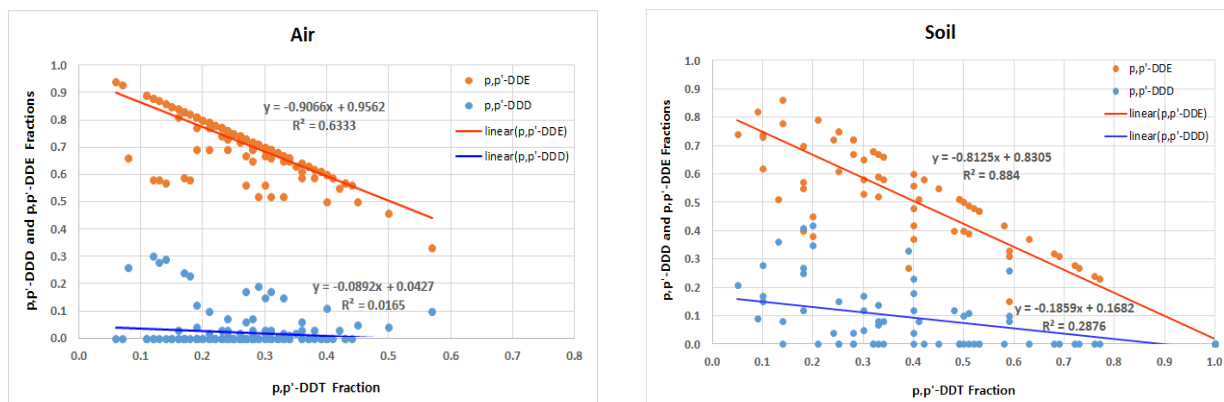 Air
1.0
0.9
0.8
0.7
0.6
0.5
0.4
0.3
0.2
0.1
0.0
p,p'-DDD and p,p'-DDE Fractions
p,p'-DDE
p,p'-DDD
linear(p,p'-DDE)
linear(p,p'-DDD)
y = -0.9066x + 0.9562
R² = 0.6333
y = -0.0892x + 0.0427
R² = 0.0165
0.0 0.1 0.2 0.3 0.4 0.5 0.6 0.7 0.8
p,p'-DDT Fraction
Soil
1.0
0.9
0.8
0.7
0.6
0.5
0.4
0.3
0.2
0.1
0.0
p,p'-DDD and p,p'-DDE Fractions
p,p'-DDE
p,p'-DDD
linear(p,p'-DDE)
linear(p,p'-DDD)
y = -0.8125x + 0.8305
R² = 0.884
y = -0.1859x + 0.1682
R² = 0.2876
0.0 0.1 0.2 0.3 0.4 0.5 0.6 0.7 0.8 0.9 1.0
p,p'-DDT Fraction